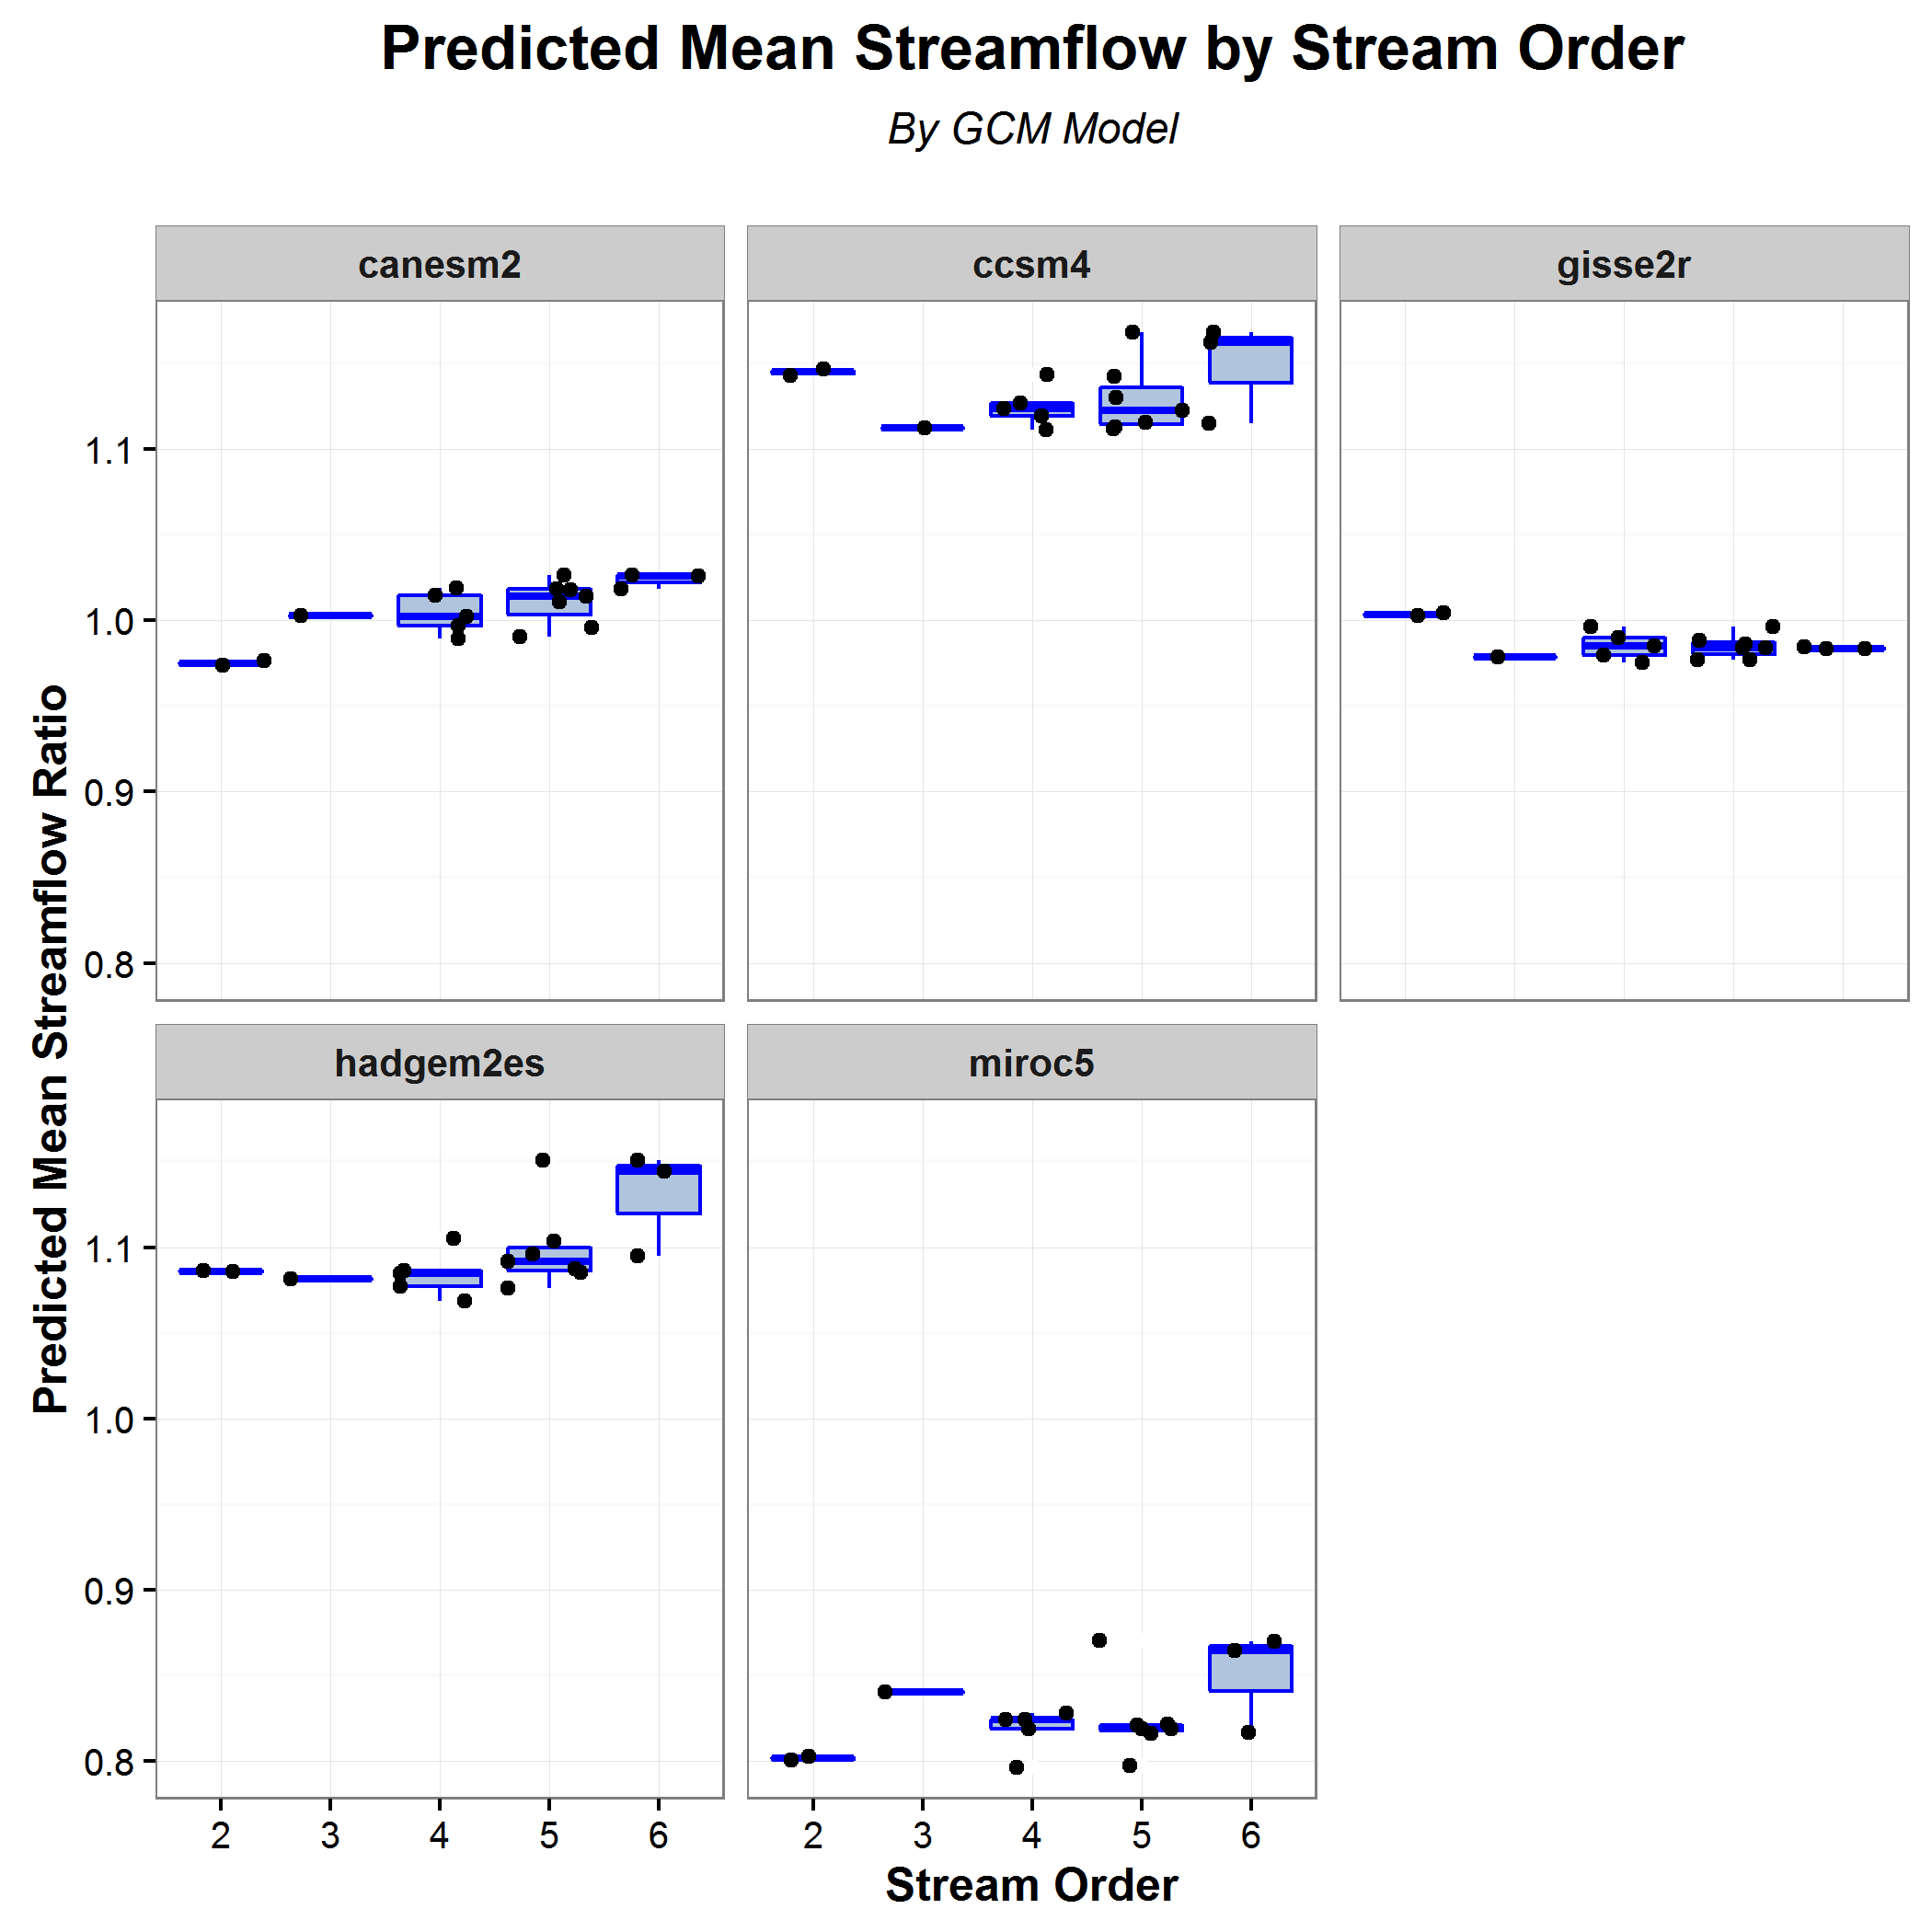 Predicted Mean Streamflow by Stream Order
By GCM Model
canesm2
ccsm4
gisse2r
1.1
1.0
0.9
0.8
Predicted Mean Streamflow Ratio
hadgem2es
miroc5
1.1
1.0
0.9
0.8
2 3 4 5 6
2 3 4 5 6
Stream Order